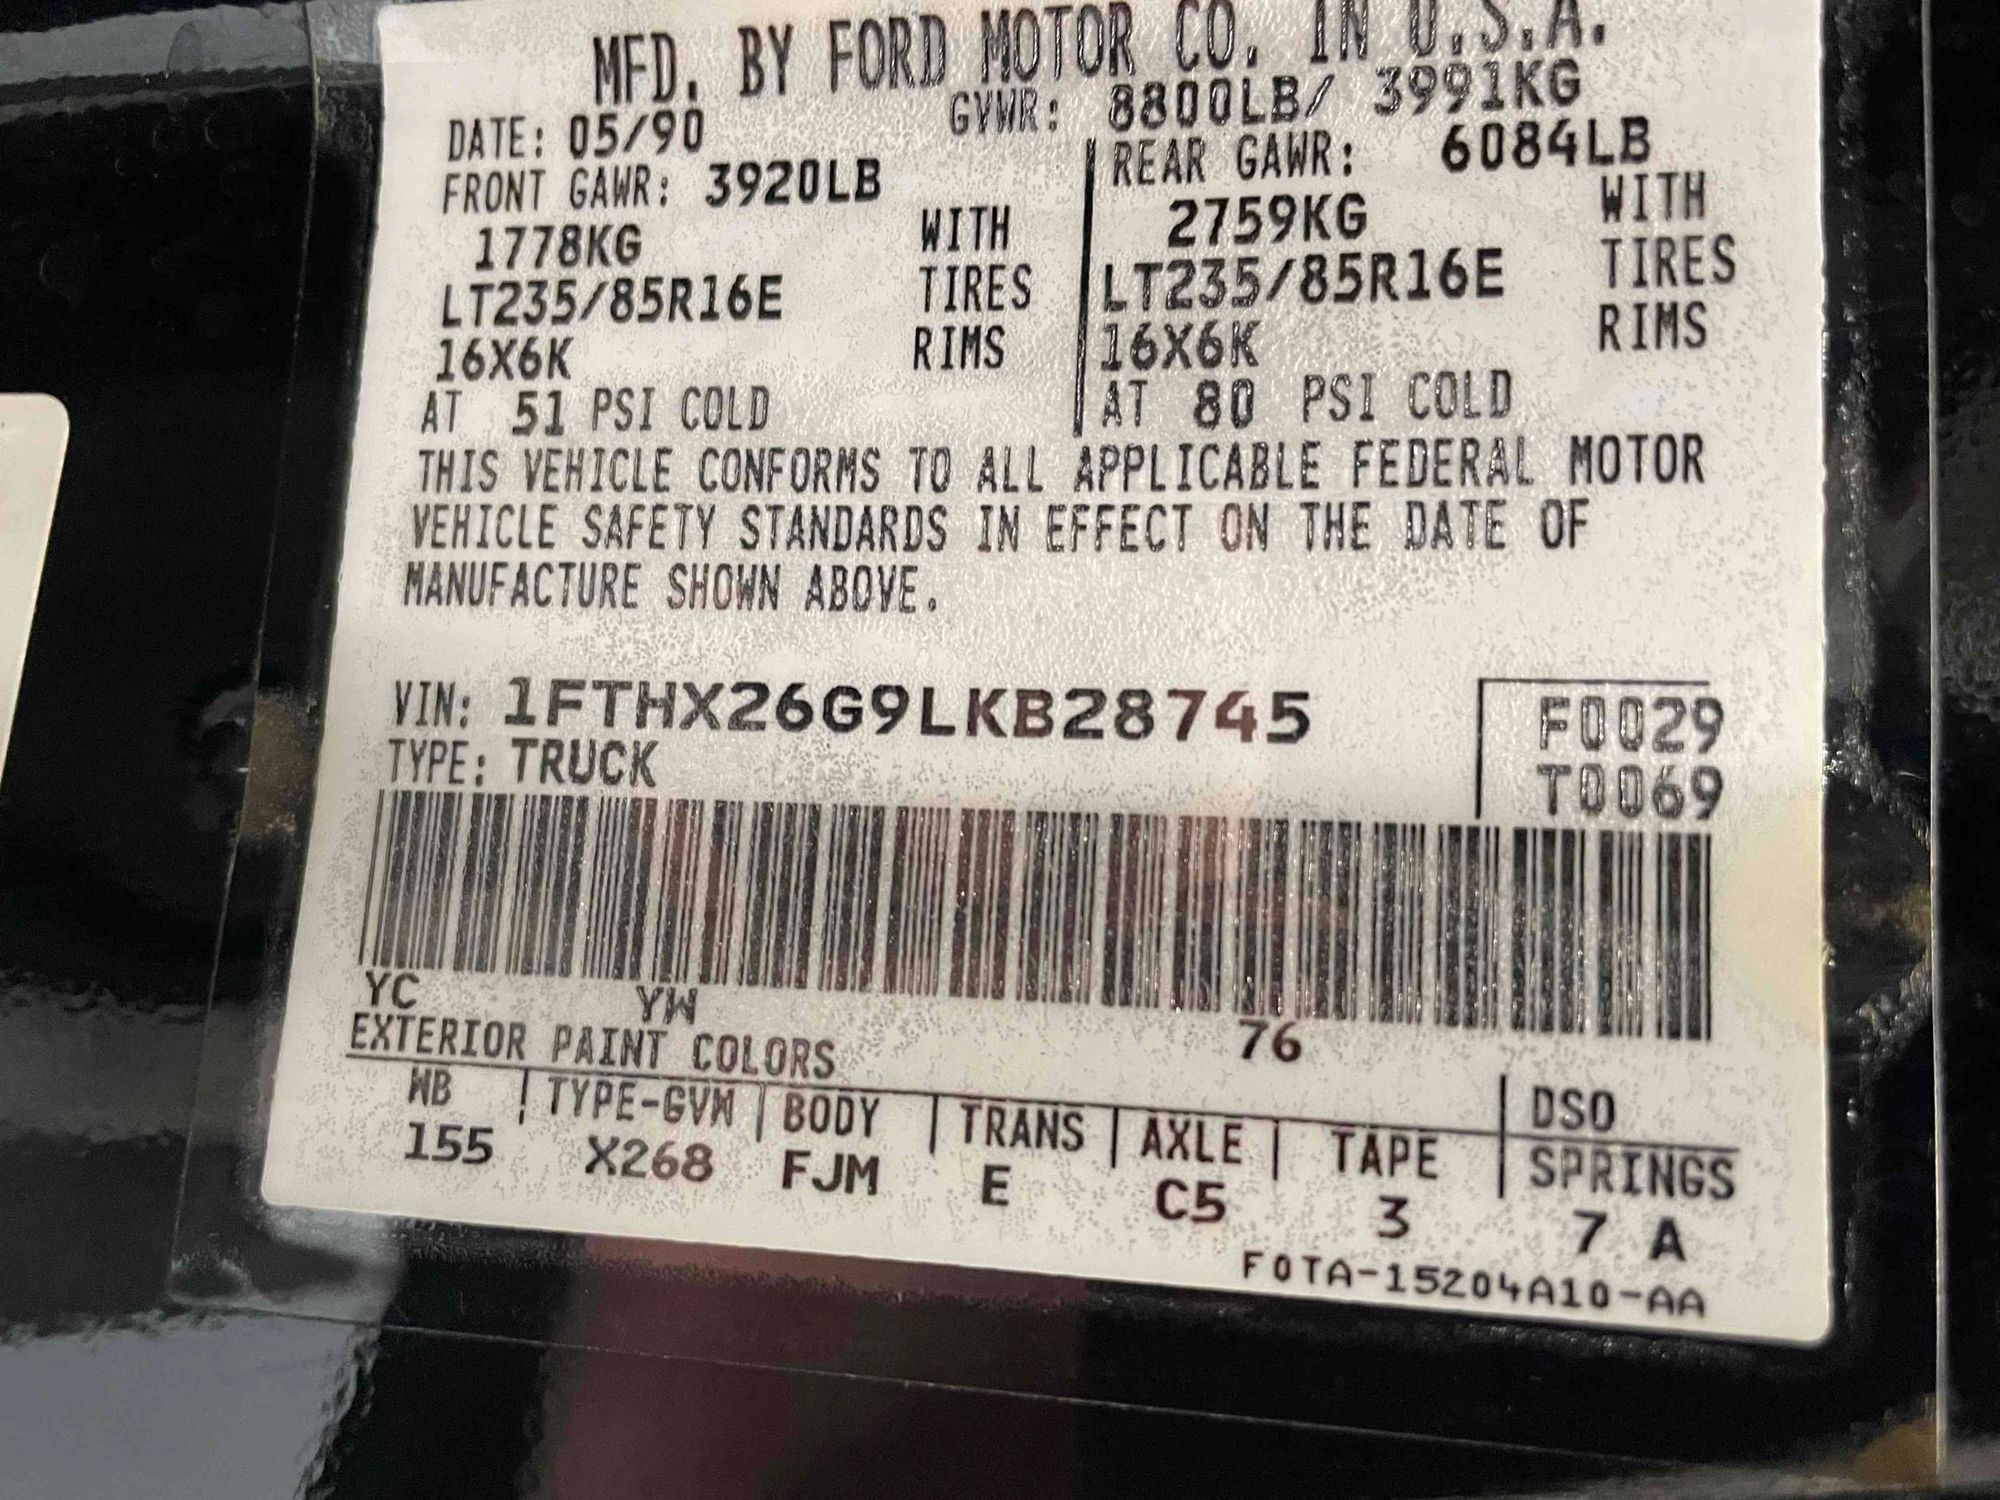 MFD. BY FORD MOTOR CO. IN U.S.A.
DATE: 05/90 GVWR: 8800LB/ 3991KG
FRONT GAWR: 3920LB REAR GAWR: 6084LB
1778KG WITH 2759KG WITH
LT235/85R16E TIRES LT235/85R16E TIRES
16X6K RIMS 16X6K RIMS
AT 51 PSI COLD AT 80 PSI COLD
THIS VEHICLE CONFORMS TO ALL APPLICABLE FEDERAL MOTOR
VEHICLE SAFETY STANDARDS IN EFFECT ON THE DATE OF
MANUFACTURE SHOWN ABOVE.
VIN: 1FTHX26G9LKB28745 F0029
TYPE: TRUCK T0069
YC YW 76
EXTERIOR PAINT COLORS DSO
WB TYPE-GVW BODY TRANS AXLE TAPE SPRINGS
155 X268 FJM E C5 3 7 A
F0TA-15204A10-AA